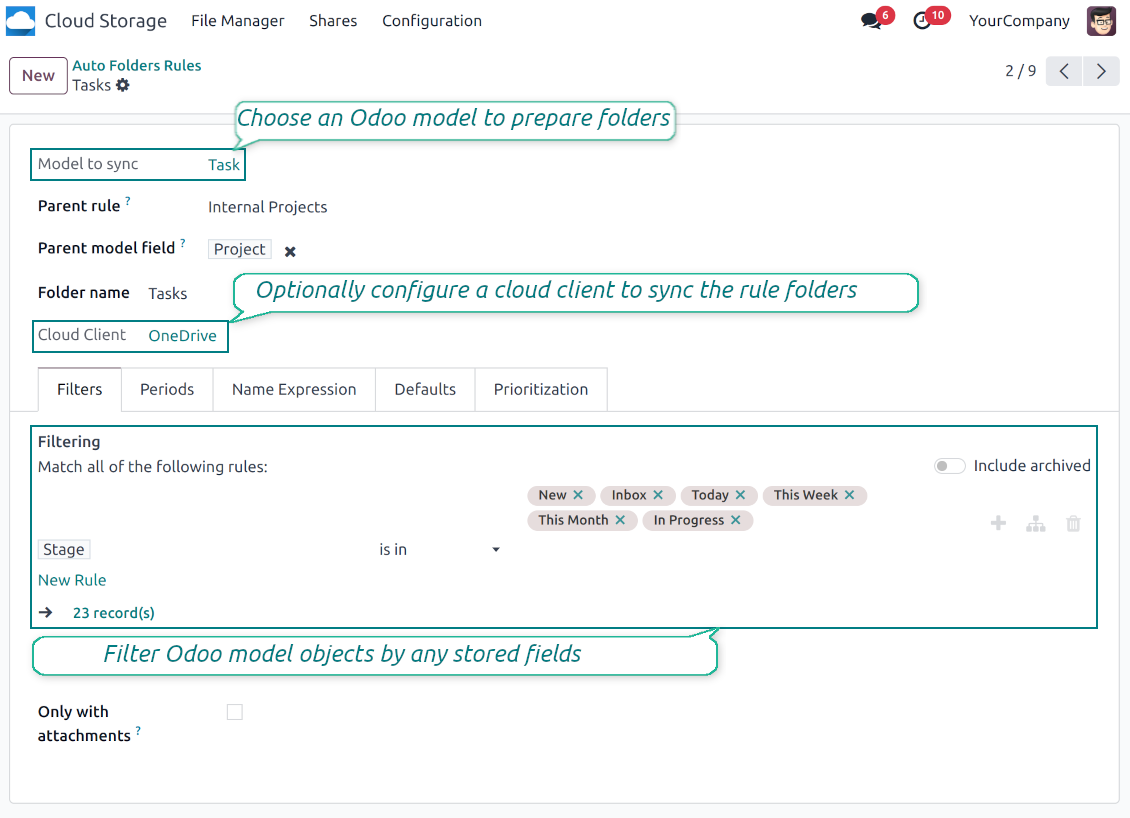 Cloud Storage File Manager Shares Configuration 6 10 YourCompany
New Auto Folders Rules
Tasks
2 / 9
Choose an Odoo model to prepare folders
Model to sync Task
Parent rule ? Internal Projects
Parent model field ? Project ✖
Folder name Tasks
Optionally configure a cloud client to sync the rule folders
Cloud Client OneDrive
Filters Periods Name Expression Defaults Prioritization
Filtering
Match all of the following rules: Include archived
New ✕ Inbox ✕ Today ✕ This Week ✕
This Month ✕ In Progress ✕
Stage is in
New Rule
→ 23 record(s)
Filter Odoo model objects by any stored fields
Only with
attachments ?